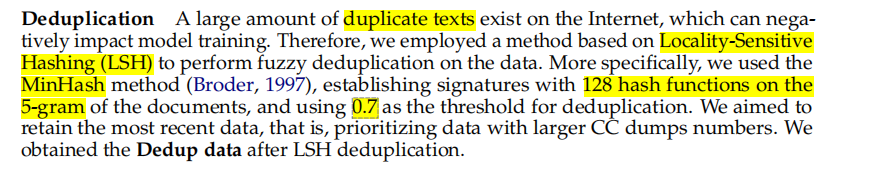 Deduplication A large amount of duplicate texts exist on the Internet, which can nega-
tively impact model training. Therefore, we employed a method based on Locality-Sensitive
Hashing (LSH) to perform fuzzy deduplication on the data. More specifically, we used the
MinHash method (Broder, 1997), establishing signatures with 128 hash functions on the
5-gram of the documents, and using 0.7 as the threshold for deduplication. We aimed to
retain the most recent data, that is, prioritizing data with larger CC dumps numbers. We
obtained the Dedup data after LSH deduplication.